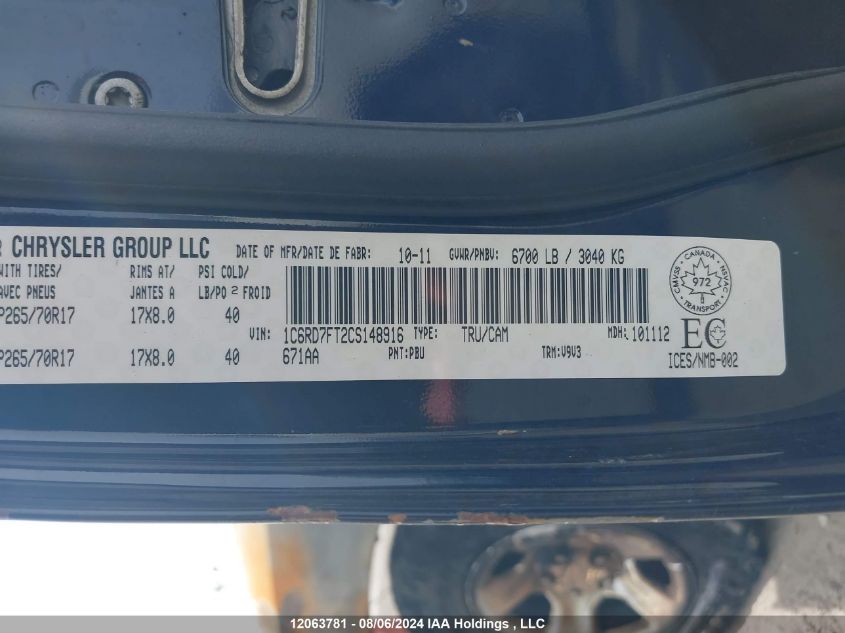 CHRYSLER GROUP LLC DATE OF MFR/DATE DE FABR: 10-11 GVWR/PNBV: 6700 LB / 3040 KG
WITH TIRES/ RIMS AT/ PSI COLD/
AVEC PNEUS JANTES A LB/PO² FROID
P265/70R17 17X8.0 40
VIN: 1C6RD7FT2CS148916 TYPE: TRU/CAM MDH: 101112
P265/70R17 17X8.0 40 671AA PNT:PBU TRM:V9V3
CANADA
CMVSS NSVAC
972
TRANSPORT
EC
ICES/NMB-002
12063781 - 08/06/2024 IAA Holdings , LLC